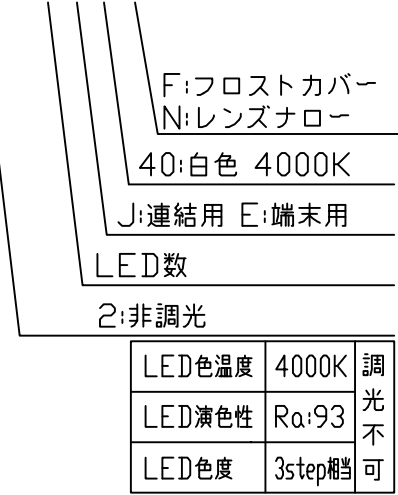 F:フロストカバー
N:レンズナロー
40:白色 4000K
J:連結用 E:端末用
LED数
2:非調光
LED色温度 4000K 調光不可
LED演色性 Ra:93
LED色度 3step相当